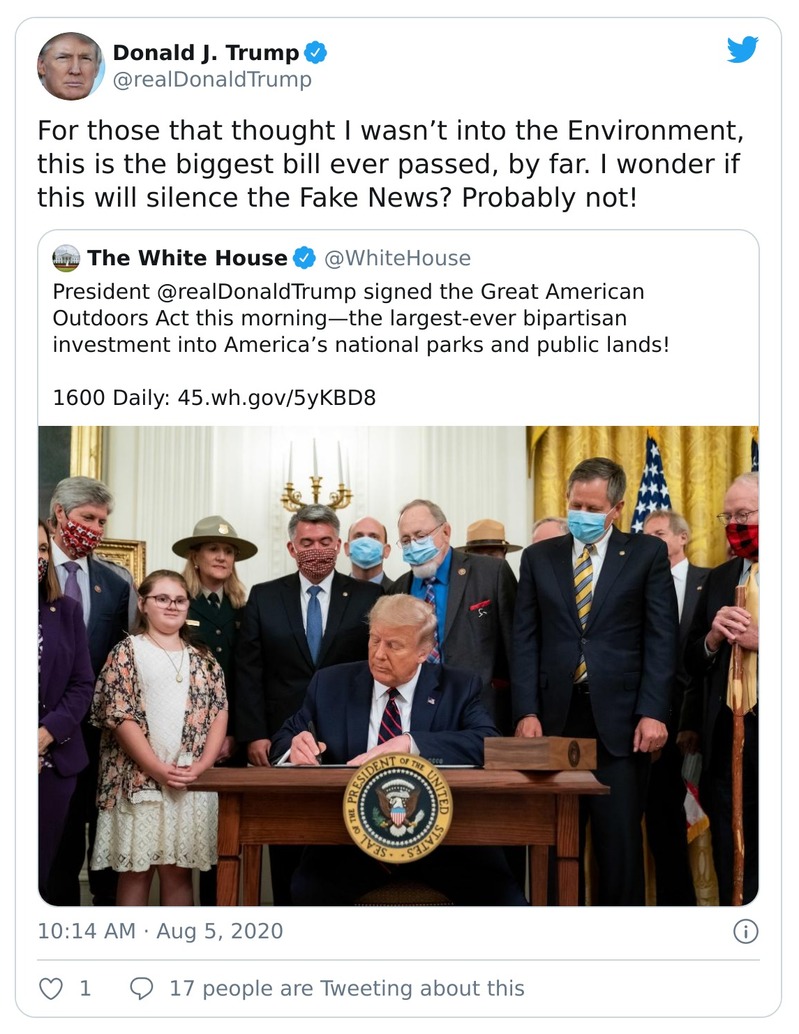 Donald J. Trump
@realDonaldTrump
For those that thought I wasn’t into the Environment,
this is the biggest bill ever passed, by far. I wonder if
this will silence the Fake News? Probably not!
The White House @WhiteHouse
President @realDonaldTrump signed the Great American
Outdoors Act this morning—the largest-ever bipartisan
investment into America’s national parks and public lands!
1600 Daily: 45.wh.gov/5yKBD8
SEAL OF THE PRESIDENT OF THE UNITED STATES
10:14 AM · Aug 5, 2020
1
17 people are Tweeting about this